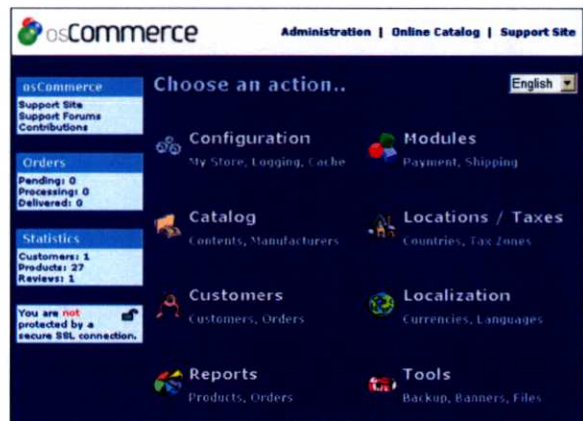 osCommerce
Administration | Online Catalog | Support Site
osCommerce
Support Site
Support Forums
Contributions
Orders
Pending: 0
Processing: 0
Delivered: 0
Statistics
Customers: 1
Products: 27
Reviews: 1
You are not
protected by a
secure SSL connection.
Choose an action..
English
Configuration
My Store, Logging, Cache
Modules
Payment, Shipping
Catalog
Contents, Manufacturers
Locations / Taxes
Countries, Tax Zones
Customers
Customers, Orders
Localization
Currencies, Languages
Reports
Products, Orders
Tools
Backup, Banners, Files